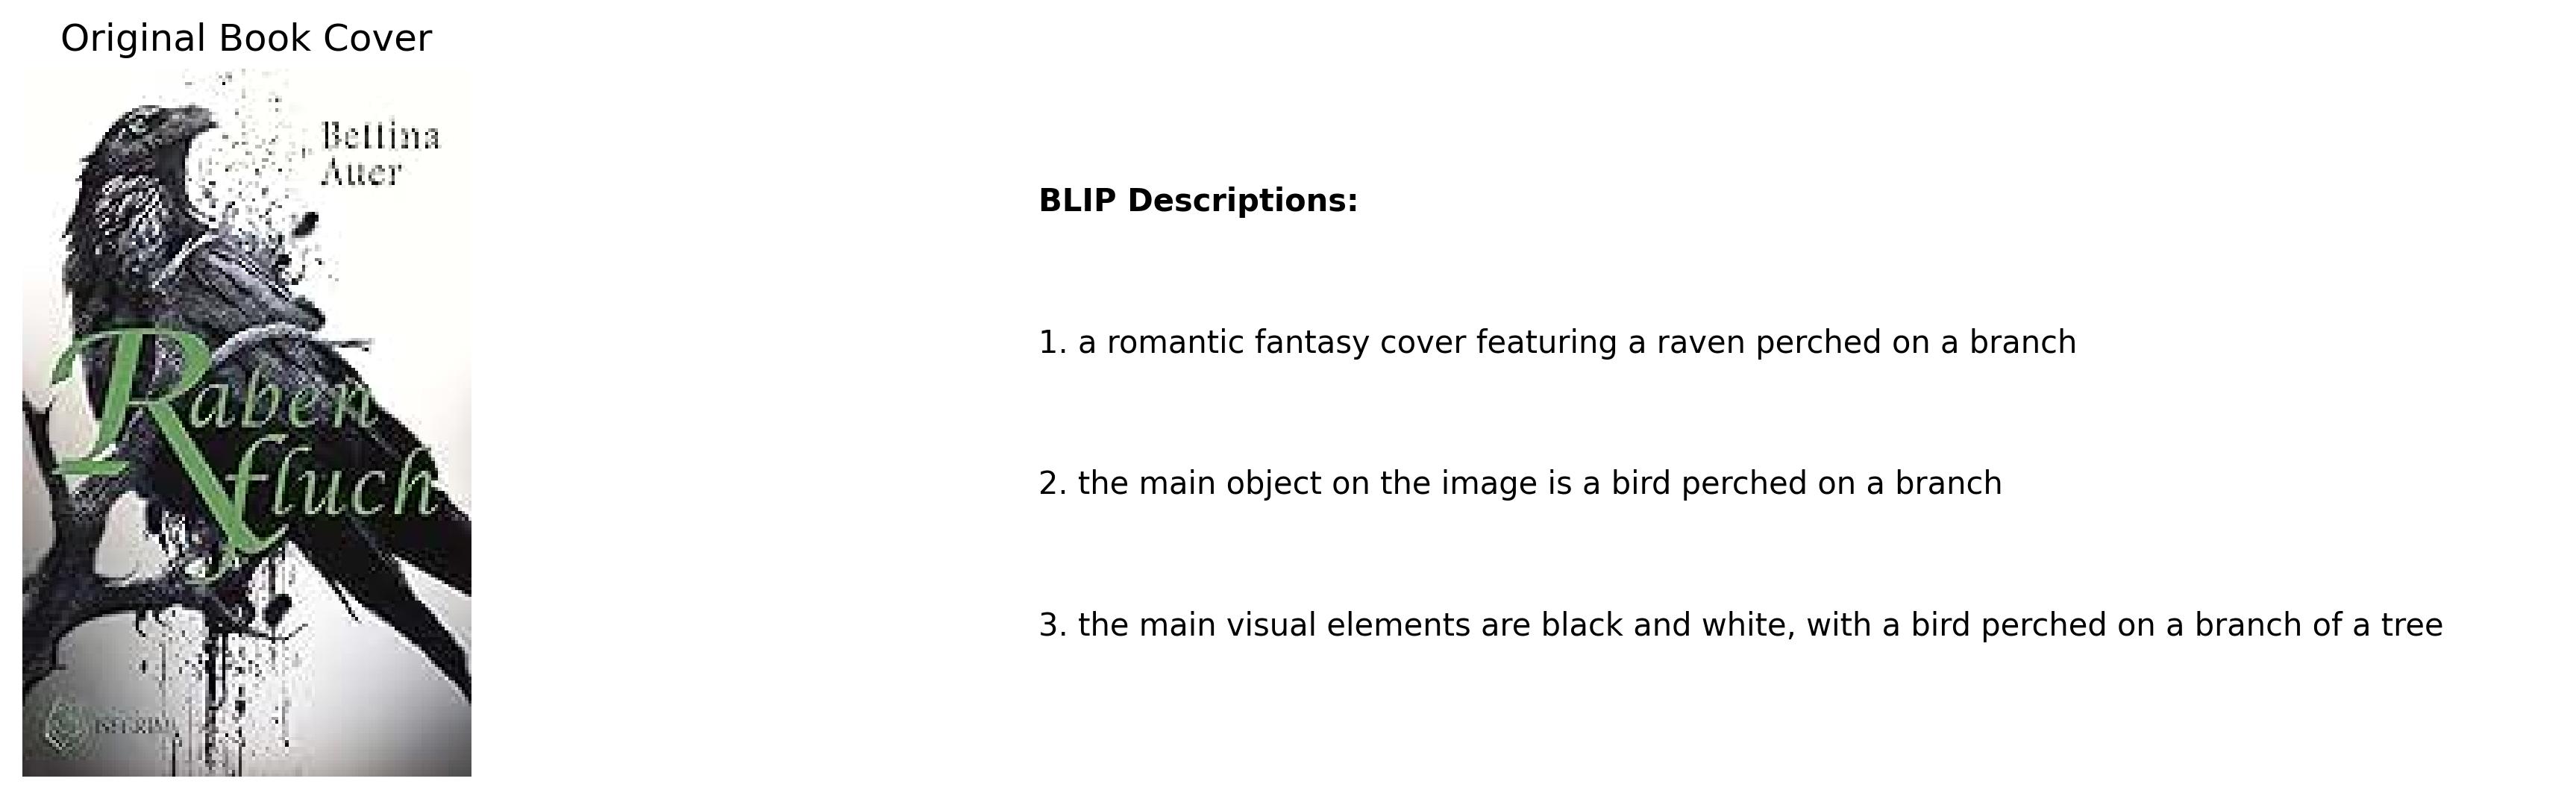 Original Book Cover
Bettina
Auer
Raben
fluch
BLIP Descriptions:
1. a romantic fantasy cover featuring a raven perched on a branch
2. the main object on the image is a bird perched on a branch
3. the main visual elements are black and white, with a bird perched on a branch of a tree